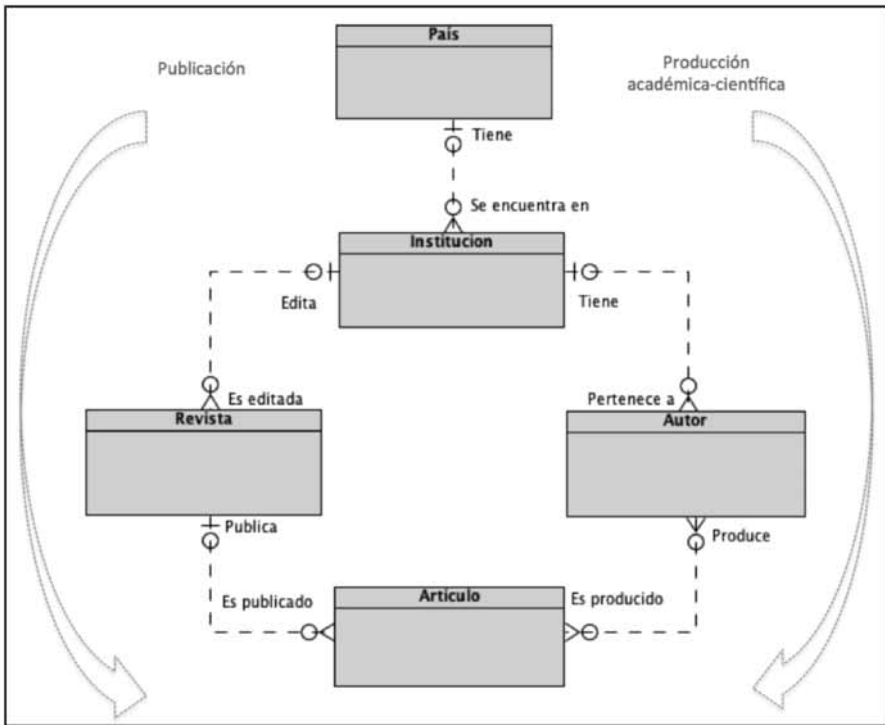 País
Publicación
Producción
académica-científica
Tiene
Se encuentra en
Institucion
Edita
Tiene
Es editada
Pertenece a
Revista
Autor
Publica
Produce
Es publicado
Articulo
Es producido